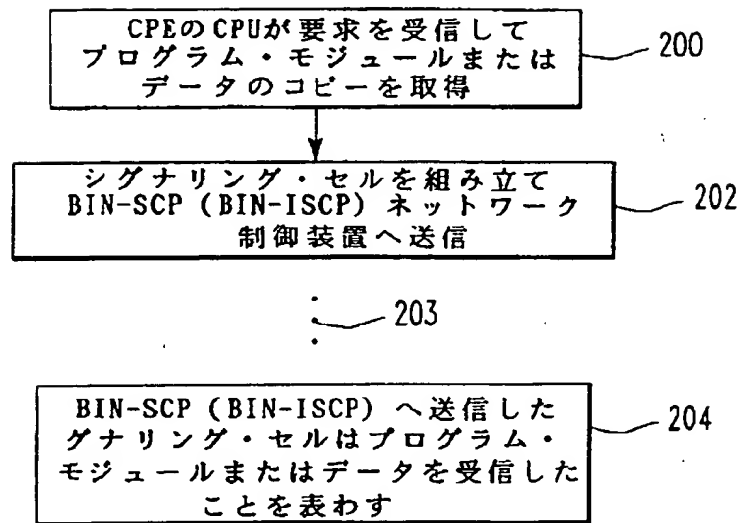 CPEのCPUが要求を受信して
プログラム・モジュールまたは
データのコピーを取得
200
シグナリング・セルを組み立て
BIN-SCP (BIN-ISCP) ネットワーク
制御装置へ送信
202
203
BIN-SCP (BIN-ISCP) へ送信した
グナリング・セルはプログラム・
モジュールまたはデータを受信した
ことを表わす
204